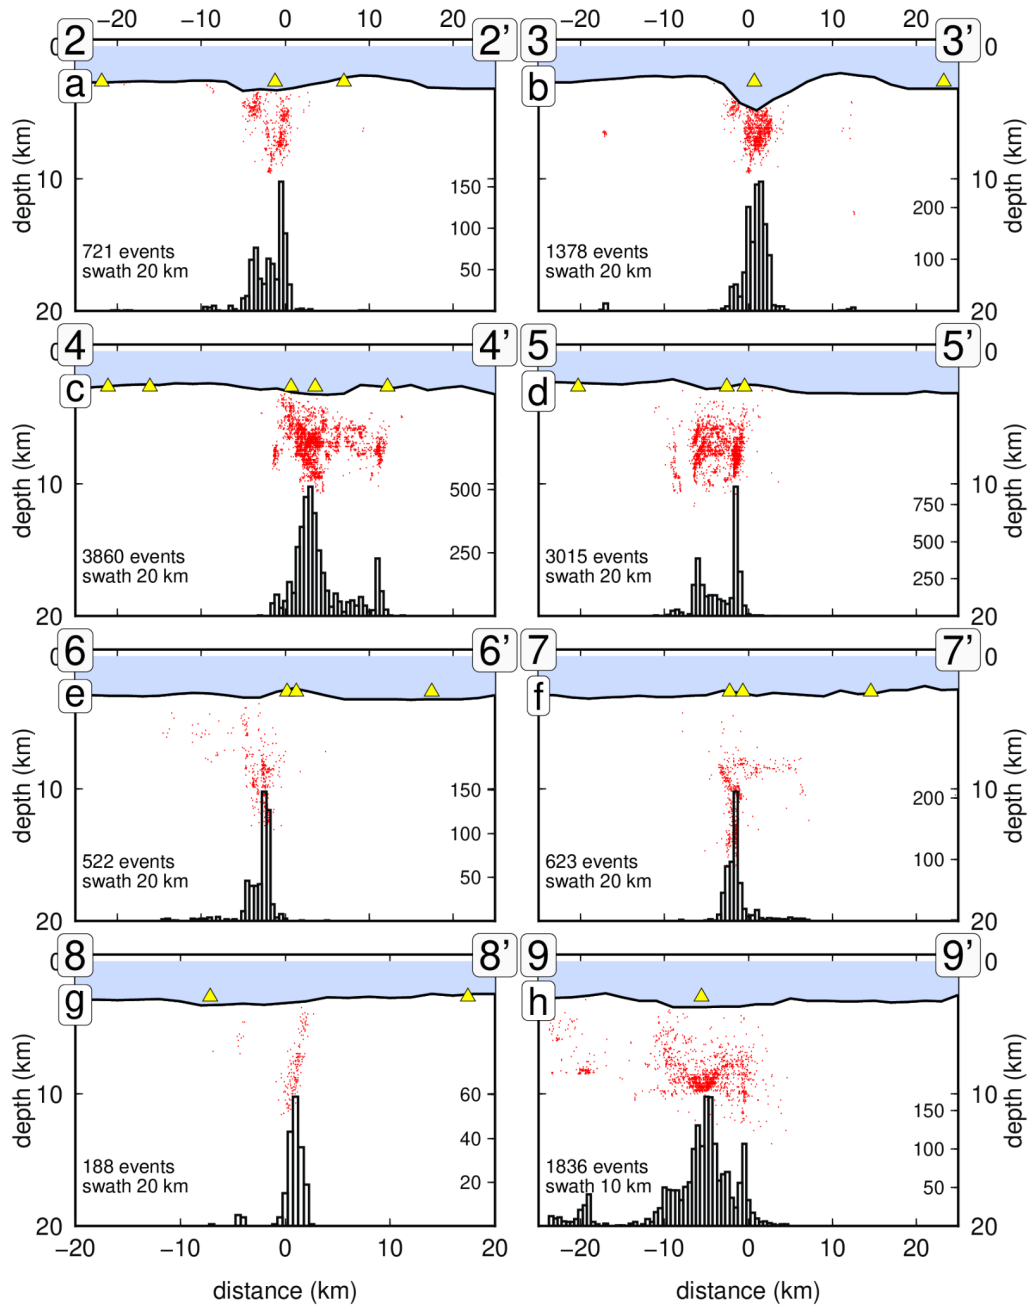 −20 −10 0 10 20
−20 −10 0 10 20
2 2’ 3 3’
0 0
a b
depth (km)
depth (km)
10 10
150
100
50
200
100
721 events
swath 20 km
1378 events
swath 20 km
20 20
4 4’ 5 5’
0 0
c d
depth (km)
depth (km)
10 10
500
250
750
500
250
3860 events
swath 20 km
3015 events
swath 20 km
20 20
6 6’ 7 7’
0 0
e f
depth (km)
depth (km)
10 10
150
100
50
200
100
522 events
swath 20 km
623 events
swath 20 km
20 20
8 8’ 9 9’
0 0
g h
depth (km)
depth (km)
10 10
60
40
20
150
100
50
188 events
swath 20 km
1836 events
swath 10 km
20 20
−20 −10 0 10 20
−20 −10 0 10 20
distance (km) distance (km)